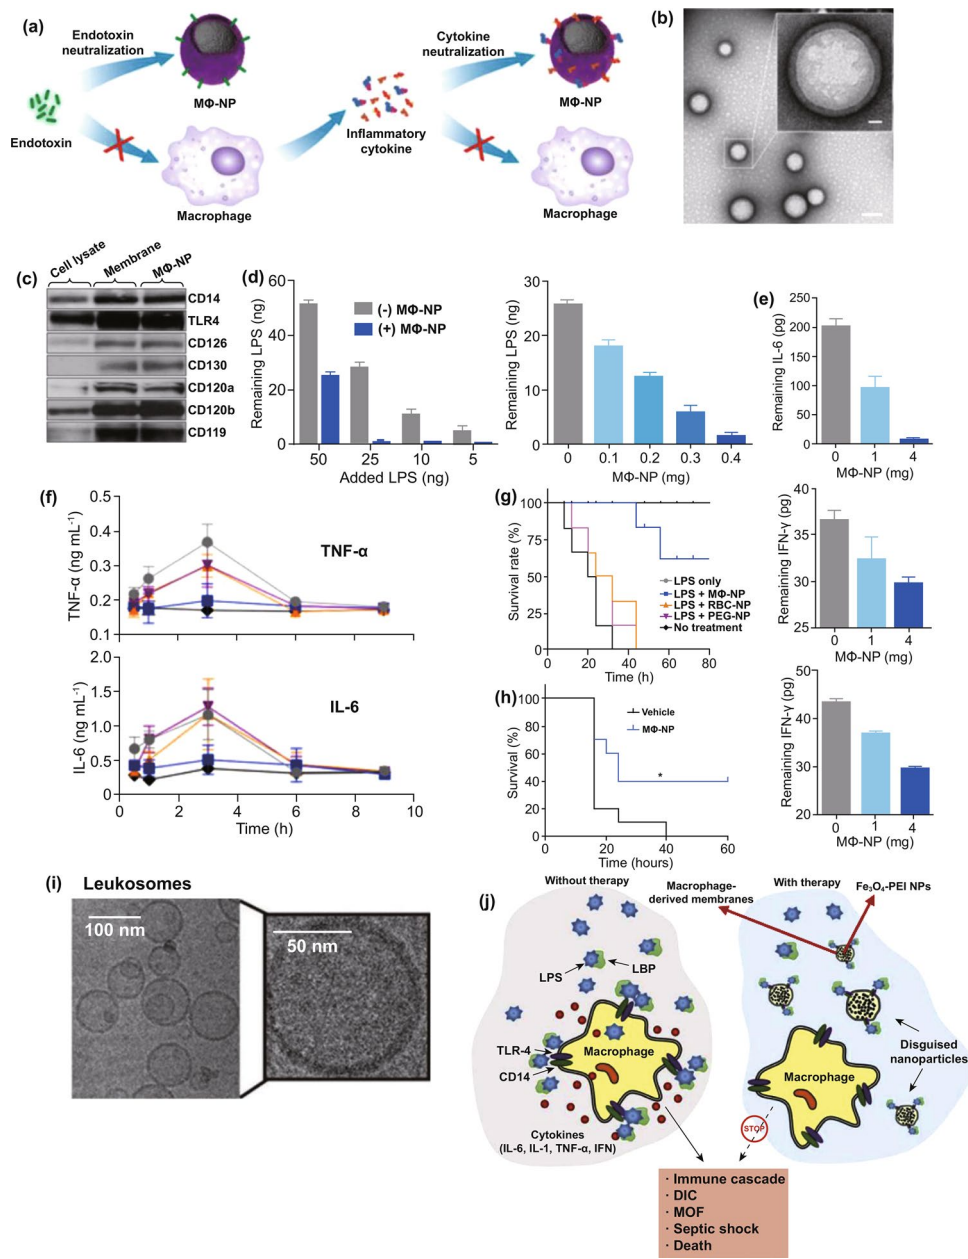 (a)
Endotoxin
neutralization
MΦ-NP
Endotoxin
Macrophage
Inflammatory
cytokine
Cytokine
neutralization
MΦ-NP
Macrophage
(b)
(c)
Cell lysate
Membrane
MΦ-NP
CD14
TLR4
CD126
CD130
CD120a
CD120b
CD119
(d)
Remaining LPS (ng)
60
40
20
0
(-) MΦ-NP
(+) MΦ-NP
50 25 10 5
Added LPS (ng)
Remaining LPS (ng)
30
20
10
0
0 0.1 0.2 0.3 0.4
MΦ-NP (mg)
(e)
Remaining IL-6 (pg)
250
200
150
100
50
0
0 1 4
MΦ-NP (mg)
Remaining IFN-γ (pg)
40
35
30
25
0 1 4
MΦ-NP (mg)
Remaining IFN-γ (pg)
50
40
30
20
0 1 4
MΦ-NP (mg)
(f)
TNF-α (ng mL⁻¹)
0.5
0.4
0.3
0.2
0.1
TNF-α
IL-6 (ng mL⁻¹)
2.0
1.5
1.0
0.5
0
IL-6
0 2 4 6 8 10
Time (h)
(g)
Survival rate (%)
100
75
50
25
0
LPS only
LPS + MΦ-NP
LPS + RBC-NP
LPS + PEG-NP
No treatment
0 20 40 60 80
Time (h)
(h)
Survival (%)
100
80
60
40
20
0
Vehicle
MΦ-NP
*
0 20 40 60
Time (hours)
(i)
Leukosomes
100 nm
50 nm
(j)
Without therapy
Macrophage-
derived membranes
With therapy
Fe₃O₄-PEI NPs
LPS
LBP
TLR-4
CD14
Macrophage
Cytokines
(IL-6, IL-1, TNF-α, IFN)
Disguised
nanoparticles
Macrophage
STOP
· Immune cascade
· DIC
· MOF
· Septic shock
· Death